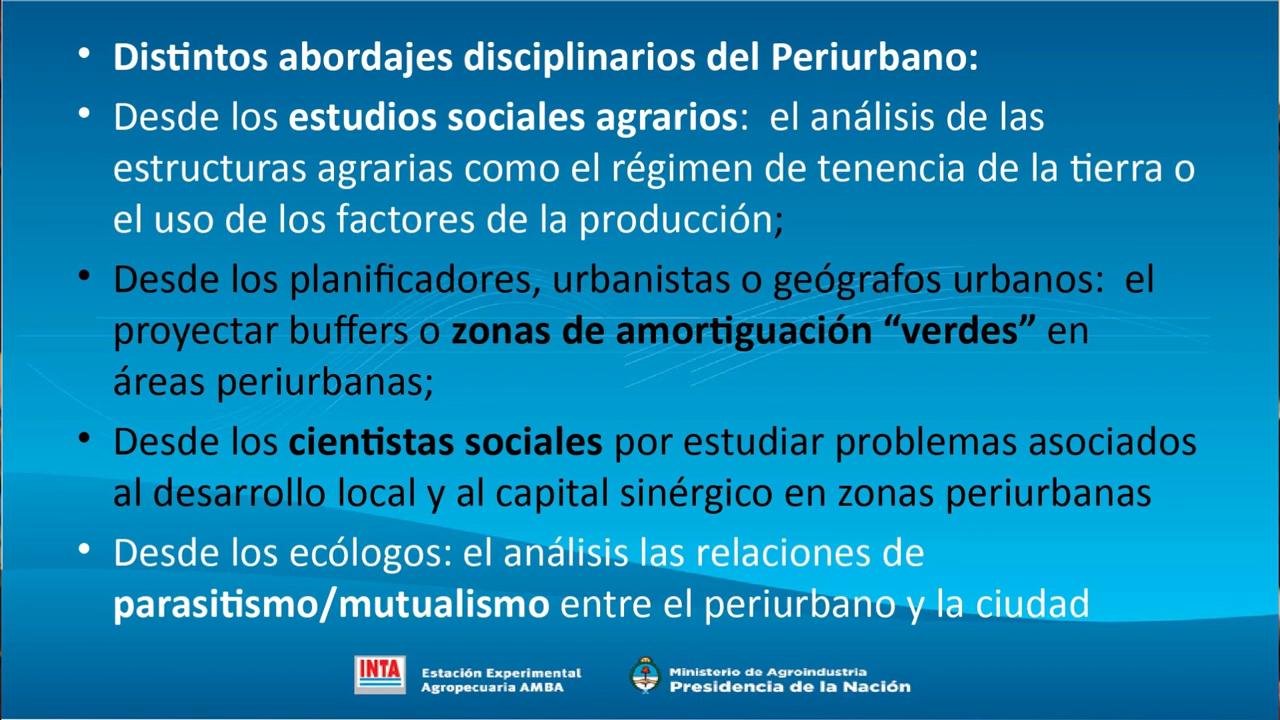 • Distintos abordajes disciplinarios del Periurbano:
• Desde los estudios sociales agrarios:  el análisis de las
estructuras agrarias como el régimen de tenencia de la tierra o
el uso de los factores de la producción;
• Desde los planificadores, urbanistas o geógrafos urbanos:  el
proyectar buffers o zonas de amortiguación “verdes” en
áreas periurbanas;
• Desde los cientistas sociales por estudiar problemas asociados
al desarrollo local y al capital sinérgico en zonas periurbanas
• Desde los ecólogos: el análisis las relaciones de
parasitismo/mutualismo entre el periurbano y la ciudad
INTA
Estación Experimental
Agropecuaria AMBA
Ministerio de Agroindustria
Presidencia de la Nación